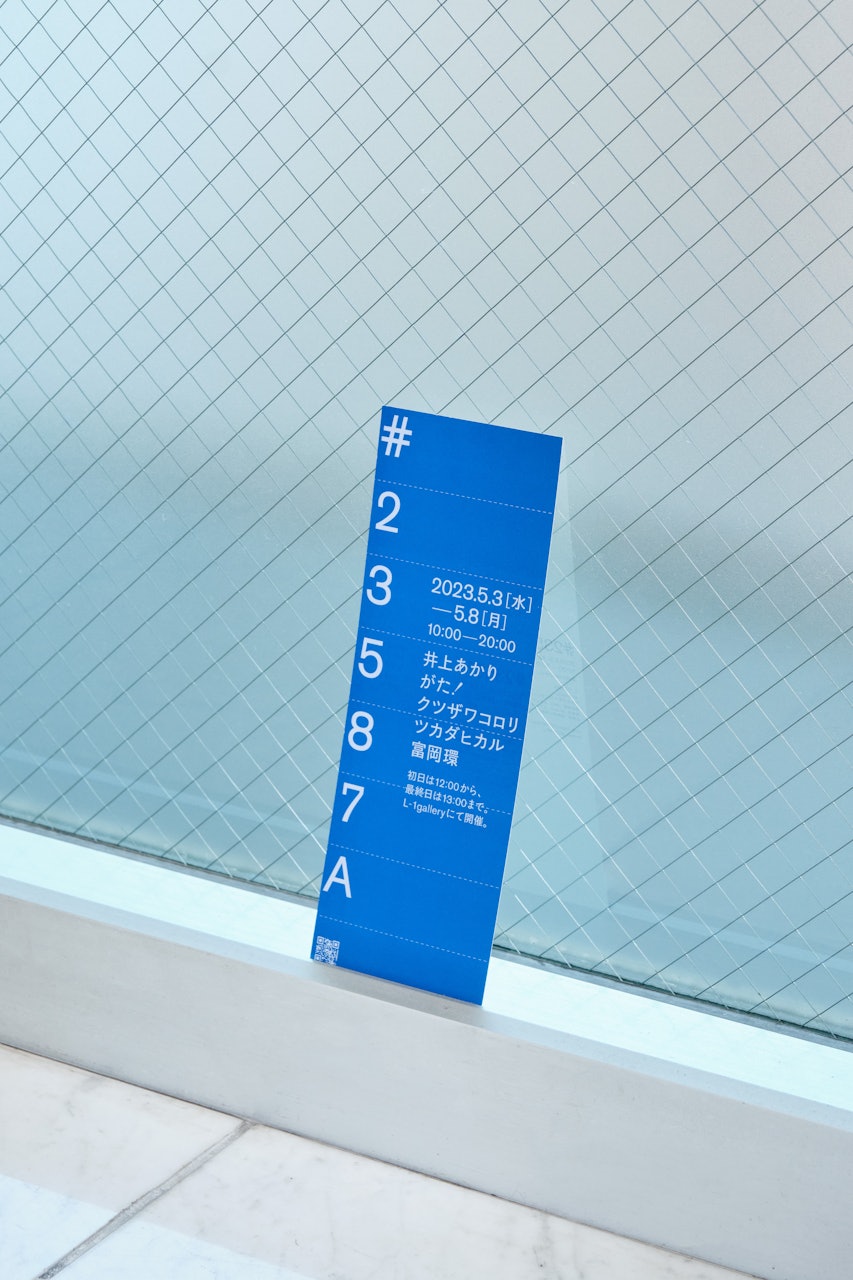 #
2
3
5
8
7
A
2023.5.3[水]
—5.8[月]
10:00—20:00
井上あかり
がた!
クツザワコロリ
ツカダヒカル
富岡環
初日は12:00から、
最終日は13:00まで。
L-1galleryにて開催。